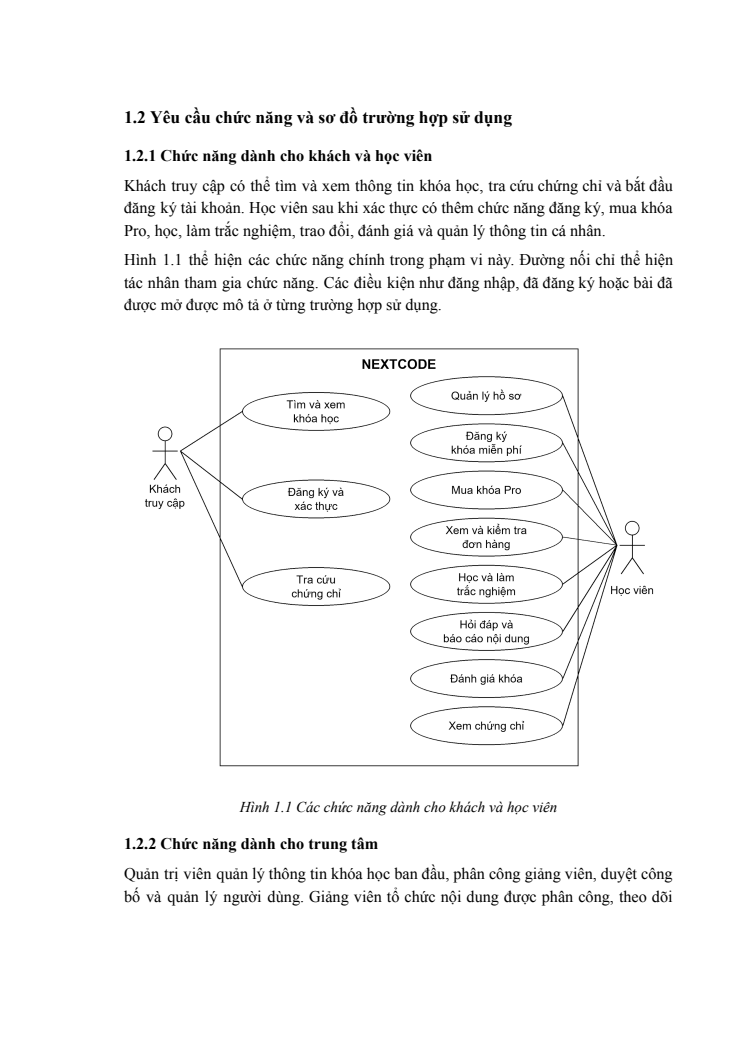 1.2 Yêu cầu chức năng và sơ đồ trường hợp sử dụng
1.2.1 Chức năng dành cho khách và học viên
Khách truy cập có thể tìm và xem thông tin khóa học, tra cứu chứng chỉ và bắt đầu
đăng ký tài khoản. Học viên sau khi xác thực có thêm chức năng đăng ký, mua khóa
Pro, học, làm trắc nghiệm, trao đổi, đánh giá và quản lý thông tin cá nhân.
Hình 1.1 thể hiện các chức năng chính trong phạm vi này. Đường nối chỉ thể hiện
tác nhân tham gia chức năng. Các điều kiện như đăng nhập, đã đăng ký hoặc bài đã
được mở được mô tả ở từng trường hợp sử dụng.
NEXTCODE
Khách
truy cập
Tìm và xem
khóa học
Đăng ký và
xác thực
Tra cứu
chứng chỉ
Quản lý hồ sơ
Đăng ký
khóa miễn phí
Mua khóa Pro
Xem và kiểm tra
đơn hàng
Học và làm
trắc nghiệm
Hỏi đáp và
báo cáo nội dung
Đánh giá khóa
Xem chứng chỉ
Học viên
Hình 1.1 Các chức năng dành cho khách và học viên
1.2.2 Chức năng dành cho trung tâm
Quản trị viên quản lý thông tin khóa học ban đầu, phân công giảng viên, duyệt công
bố và quản lý người dùng. Giảng viên tổ chức nội dung được phân công, theo dõi